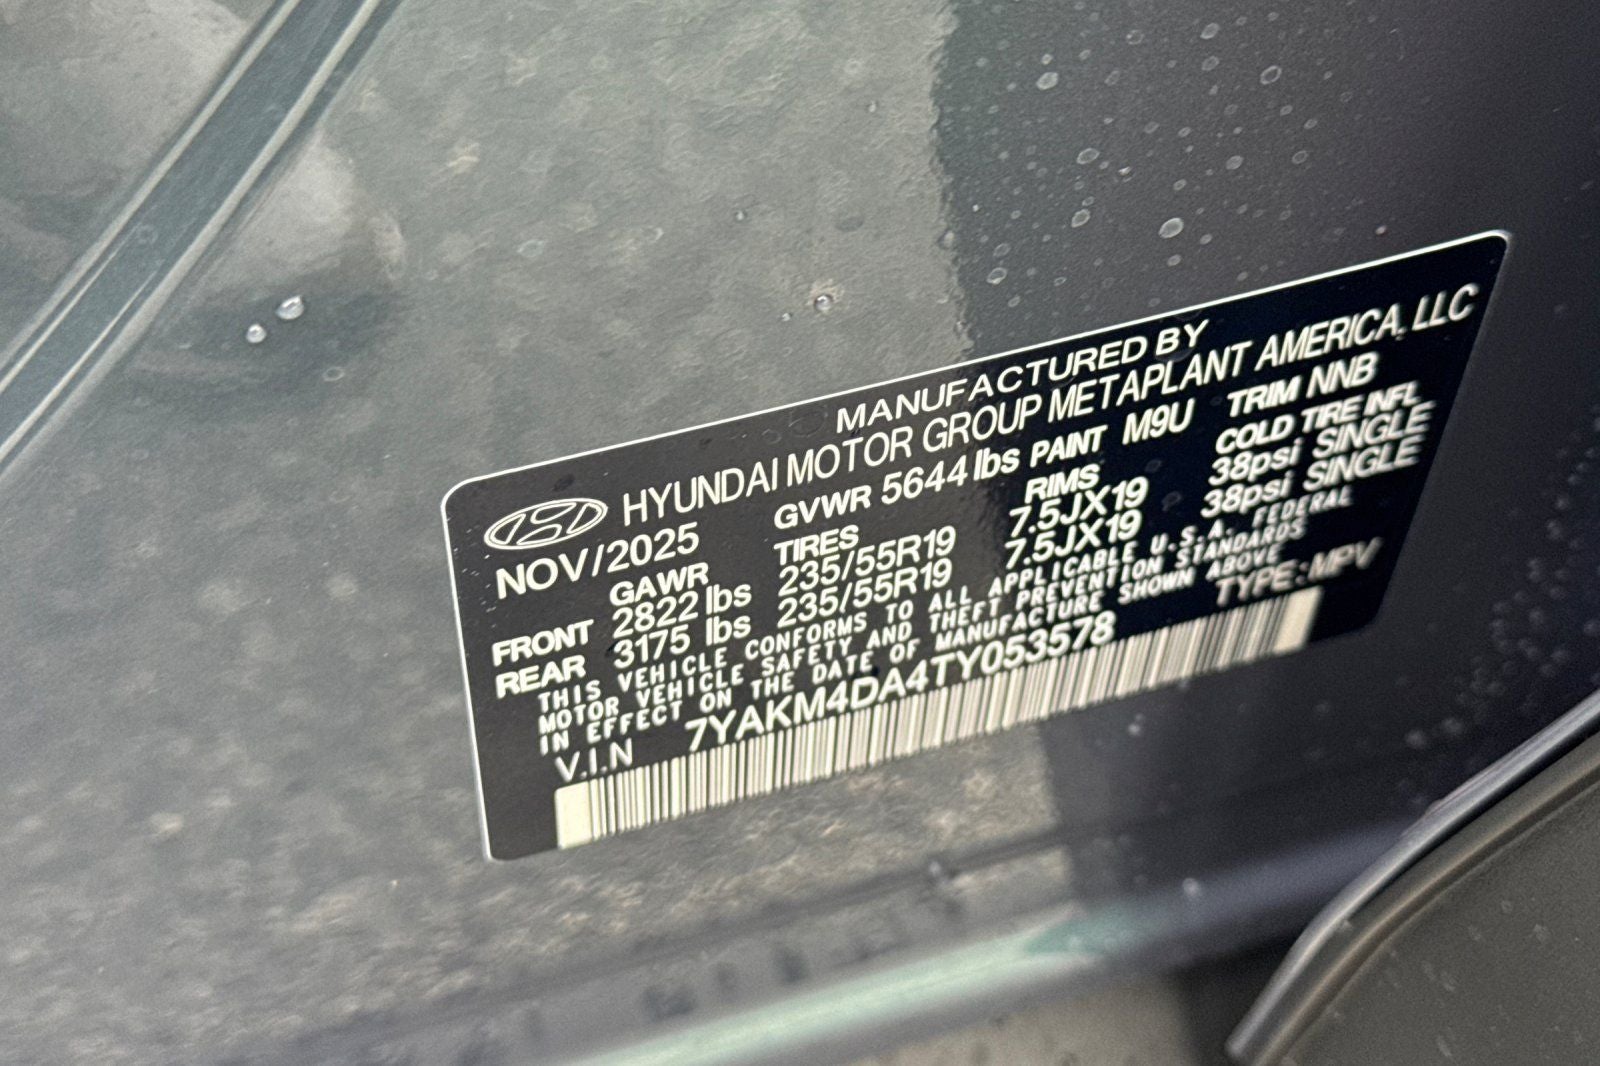 MANUFACTURED BY
HYUNDAI MOTOR GROUP METAPLANT AMERICA, LLC
NOV/2025 GVWR 5644 lbs PAINT M9U TRIM NNB
GAWR TIRES RIMS COLD TIRE INFL
FRONT 2822 lbs 235/55R19 7.5JX19 38psi SINGLE
REAR 3175 lbs 235/55R19 7.5JX19 38psi SINGLE
THIS VEHICLE CONFORMS TO ALL APPLICABLE U.S.A. FEDERAL
MOTOR VEHICLE SAFETY AND THEFT PREVENTION STANDARDS
IN EFFECT ON THE DATE OF MANUFACTURE SHOWN ABOVE
V.I.N 7YAKM4DA4TY053578 TYPE:MPV